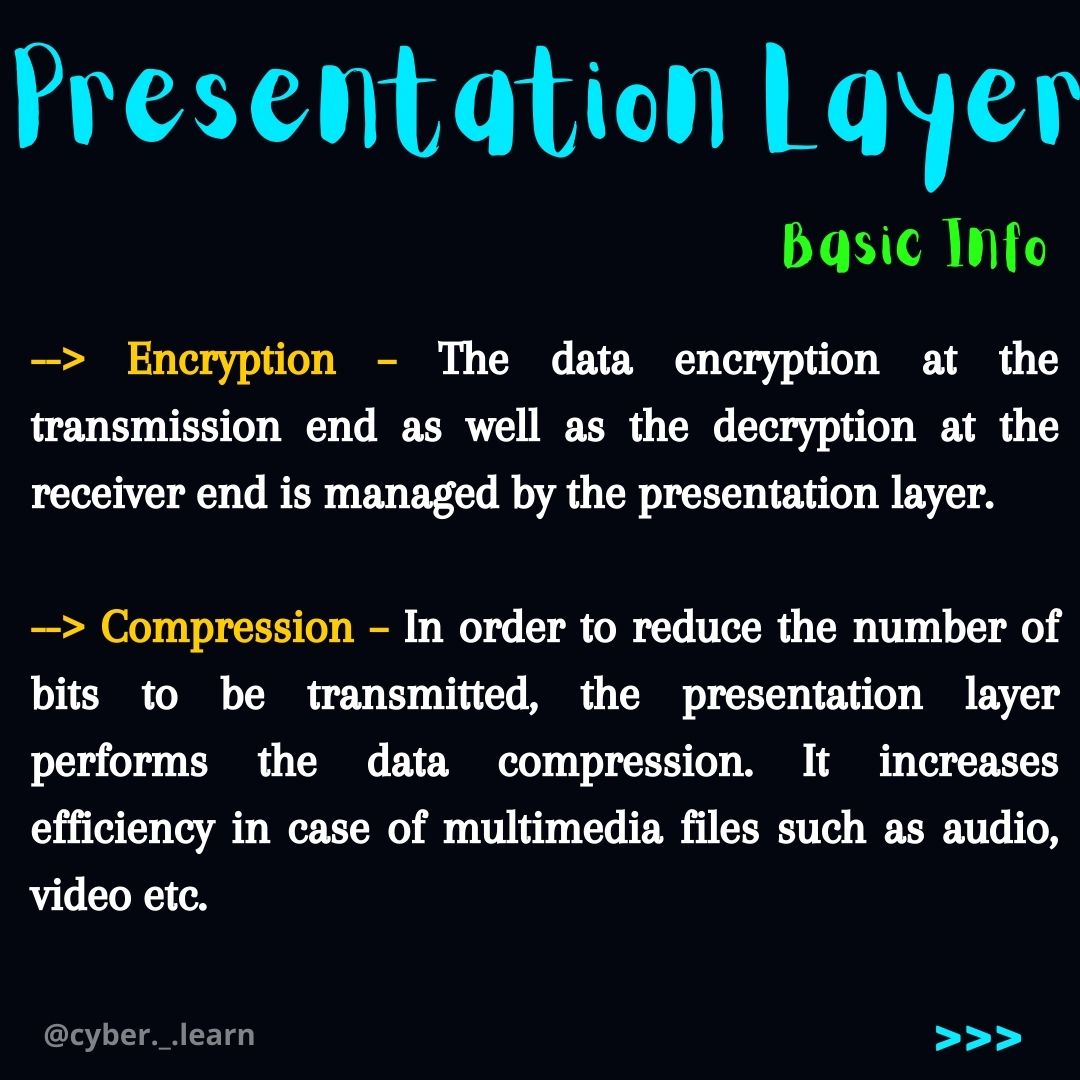 Presentation Layer
Basic Info
--> Encryption – The data encryption at the
transmission end as well as the decryption at the
receiver end is managed by the presentation layer.
--> Compression – In order to reduce the number of
bits to be transmitted, the presentation layer
performs the data compression. It increases
efficiency in case of multimedia files such as audio,
video etc.
@cyber._.learn
>>>